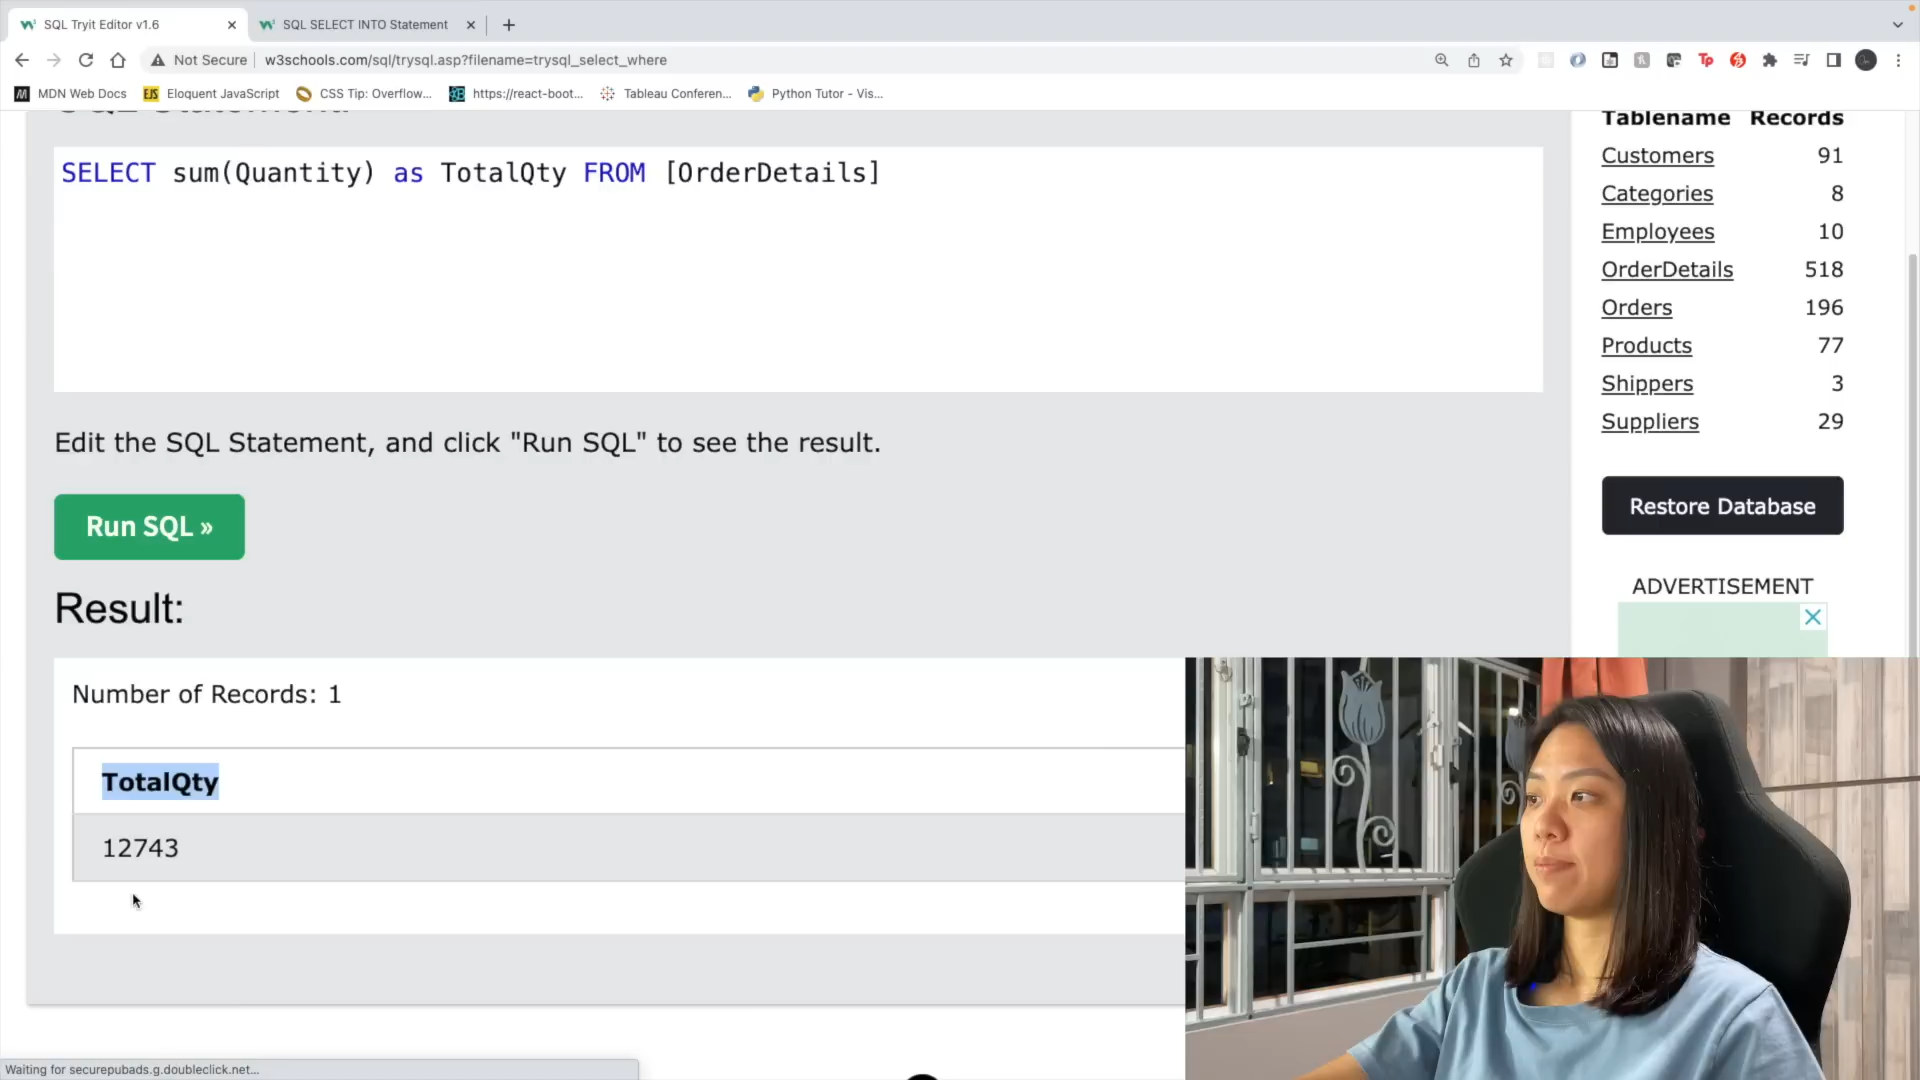 SQL Tryit Editor v1.6
SQL SELECT INTO Statement
Not Secure
w3schools.com/sql/trysql.asp?filename=trysql_select_where
MDN Web Docs
Eloquent JavaScript
CSS Tip: Overflow...
https://react-boot...
Tableau Conferen...
Python Tutor - Vis...
SQL Statement:
SELECT sum(Quantity) as TotalQty FROM [OrderDetails]
Edit the SQL Statement, and click "Run SQL" to see the result.
Run SQL »
Result:
Number of Records: 1
TotalQty
12743
Tablename Records
Customers 91
Categories 8
Employees 10
OrderDetails 518
Orders 196
Products 77
Shippers 3
Suppliers 29
Restore Database
ADVERTISEMENT
Waiting for securepubads.g.doubleclick.net...